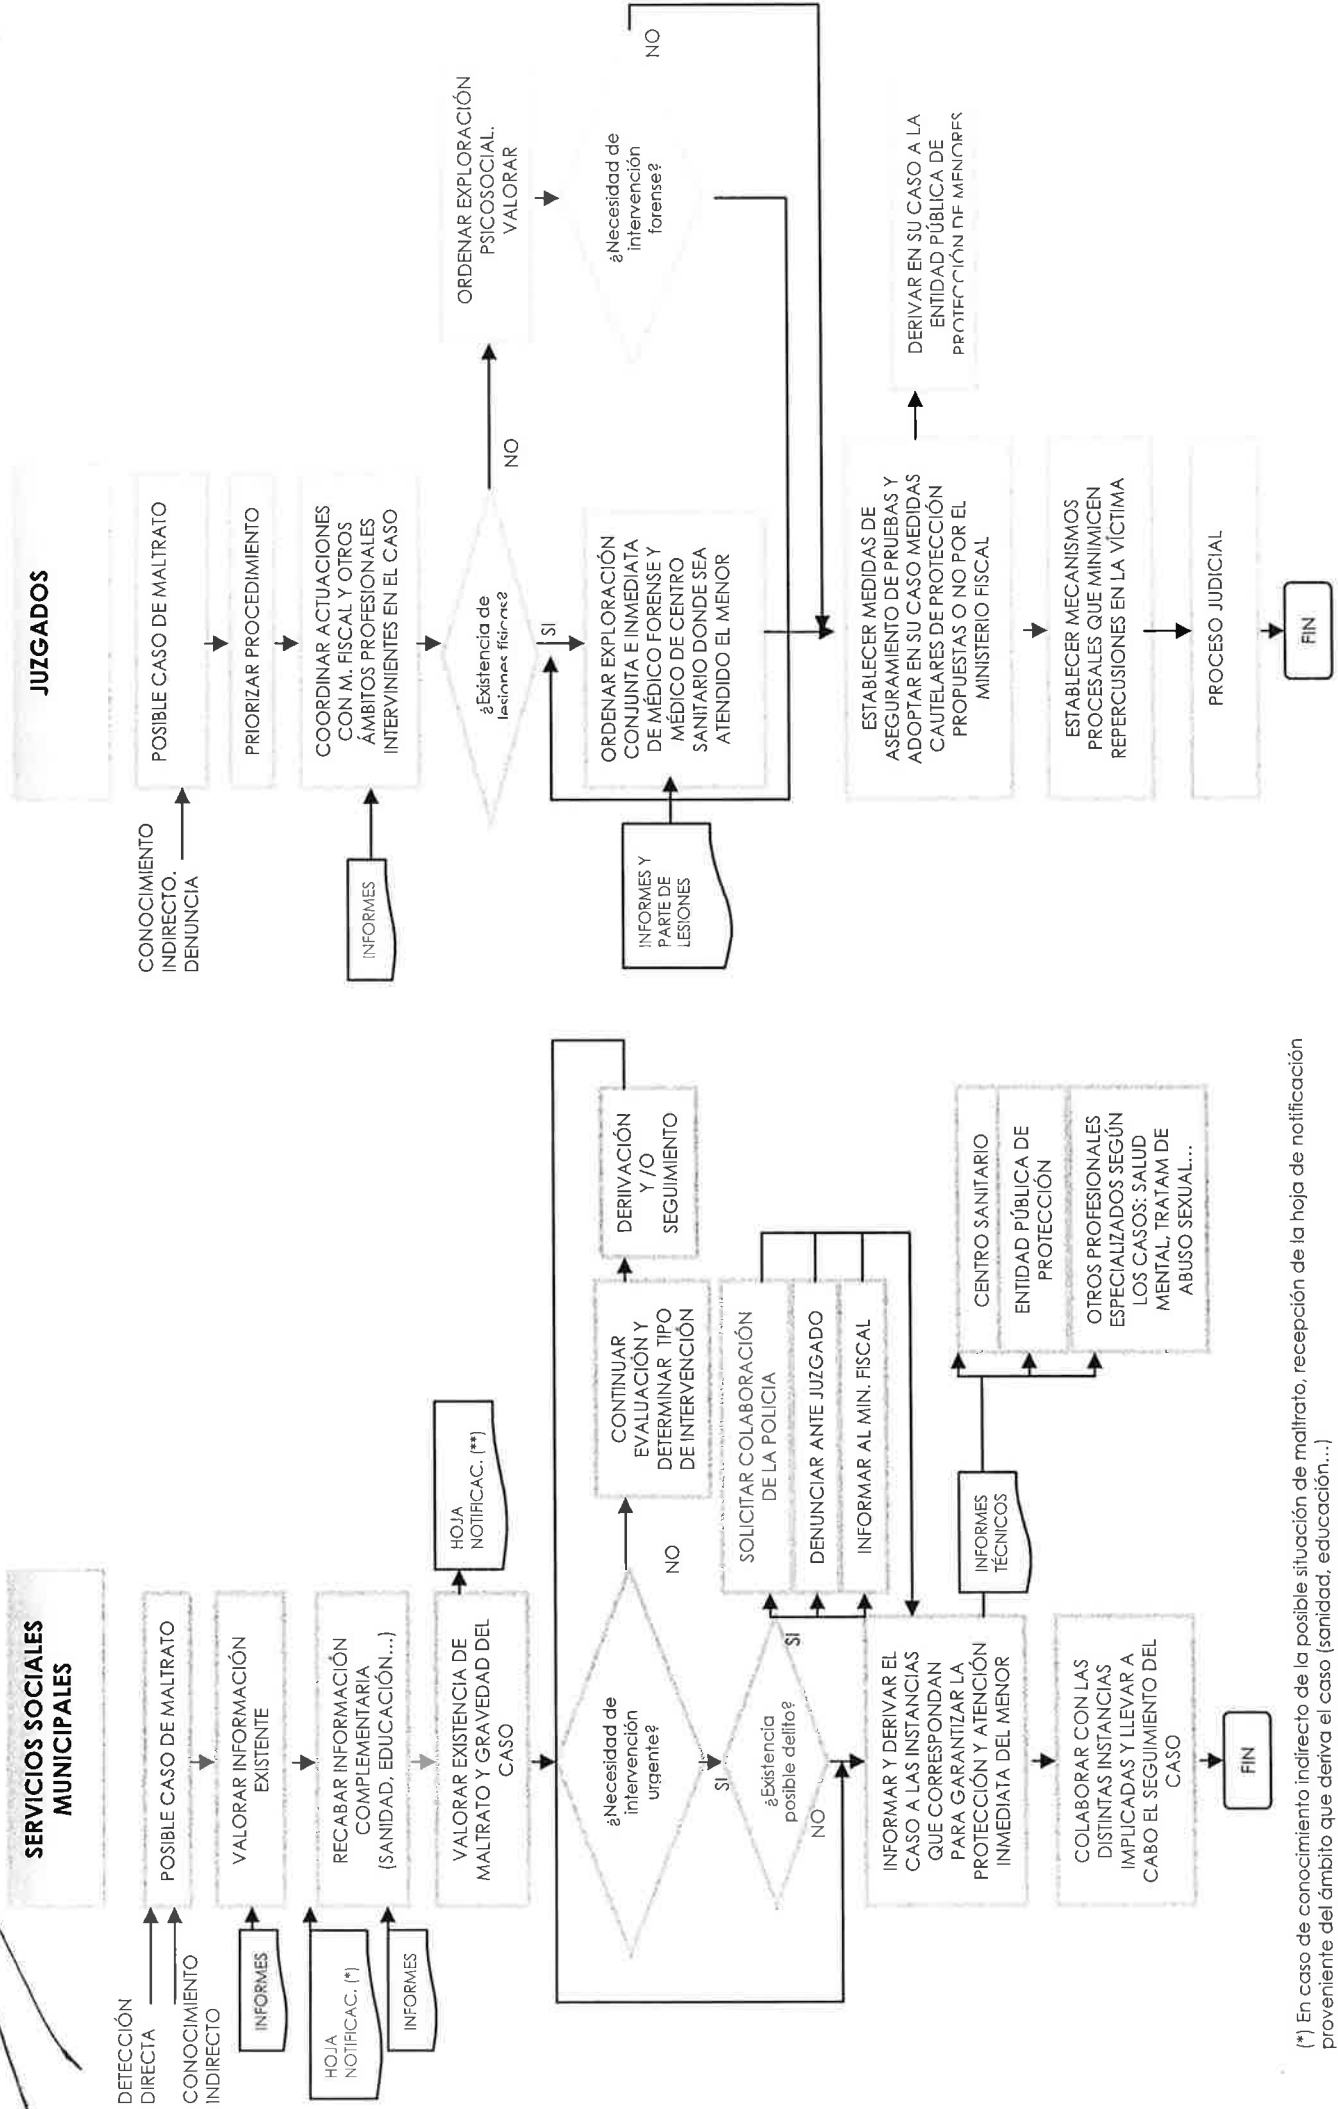 SERVICIOS SOCIALES
MUNICIPALES
DETECCIÓN
DIRECTA
CONOCIMIENTO
INDIRECTO
POSIBLE CASO DE MALTRATO
INFORMES
VALORAR INFORMACIÓN
EXISTENTE
HOJA
NOTIFICAC. (*)
INFORMES
RECABAR INFORMACIÓN
COMPLEMENTARIA
(SANIDAD, EDUCACIÓN...)
VALORAR EXISTENCIA DE
MALTRATO Y GRAVEDAD DEL
CASO
HOJA
NOTIFICAC. (**)
¿Necesidad de
intervención
urgente?
NO
CONTINUAR
EVALUACIÓN Y
DETERMINAR TIPO
DE INTERVENCIÓN
DERIIVACIÓN
Y /O
SEGUIMIENTO
SI
¿Existencia
posible delito?
SI
NO
SOLICITAR COLABORACIÓN
DE LA POLICIA
DENUNCIAR ANTE JUZGADO
INFORMAR AL MIN. FISCAL
INFORMAR Y DERIVAR EL
CASO A LAS INSTANCIAS
QUE CORRESPONDAN
PARA GARANTIZAR LA
PROTECCIÓN Y ATENCIÓN
INMEDIATA DEL MENOR
INFORMES
TÉCNICOS
CENTRO SANITARIO
ENTIDAD PÚBLICA DE
PROTECCIÓN
OTROS PROFESIONALES
ESPECIALIZADOS SEGÚN
LOS CASOS: SALUD
MENTAL, TRATAM DE
ABUSO SEXUAL...
COLABORAR CON LAS
DISTINTAS INSTANCIAS
IMPLICADAS Y LLEVAR A
CABO EL SEGUIMIENTO DEL
CASO
FIN
(*) En caso de conocimiento indirecto de la posible situación de maltrato, recepción de la hoja de notificación
proveniente del ámbito que deriva el caso (sanidad, educación...)
JUZGADOS
CONOCIMIENTO
INDIRECTO.
DENUNCIA
POSIBLE CASO DE MALTRATO
PRIORIZAR PROCEDIMIENTO
INFORMES
COORDINAR ACTUACIONES
CON M. FISCAL Y OTROS
ÁMBITOS PROFESIONALES
INTERVINIENTES EN EL CASO
¿Existencia de
lesiones físicas?
NO
SI
ORDENAR EXPLORACIÓN
PSICOSOCIAL.
VALORAR
¿Necesidad de
intervención
forense?
NO
INFORMES Y
PARTE DE
LESIONES
ORDENAR EXPLORACIÓN
CONJUNTA E INMEDIATA
DE MÉDICO FORENSE Y
MÉDICO DE CENTRO
SANITARIO DONDE SEA
ATENDIDO EL MENOR
ESTABLECER MEDIDAS DE
ASEGURAMIENTO DE PRUEBAS Y
ADOPTAR EN SU CASO MEDIDAS
CAUTELARES DE PROTECCIÓN
PROPUESTAS O NO POR EL
MINISTERIO FISCAL
DERIVAR EN SU CASO A LA
ENTIDAD PÚBLICA DE
PROTECCIÓN DE MENORES
ESTABLECER MECANISMOS
PROCESALES QUE MINIMICEN
REPERCUSIONES EN LA VÍCTIMA
PROCESO JUDICIAL
FIN